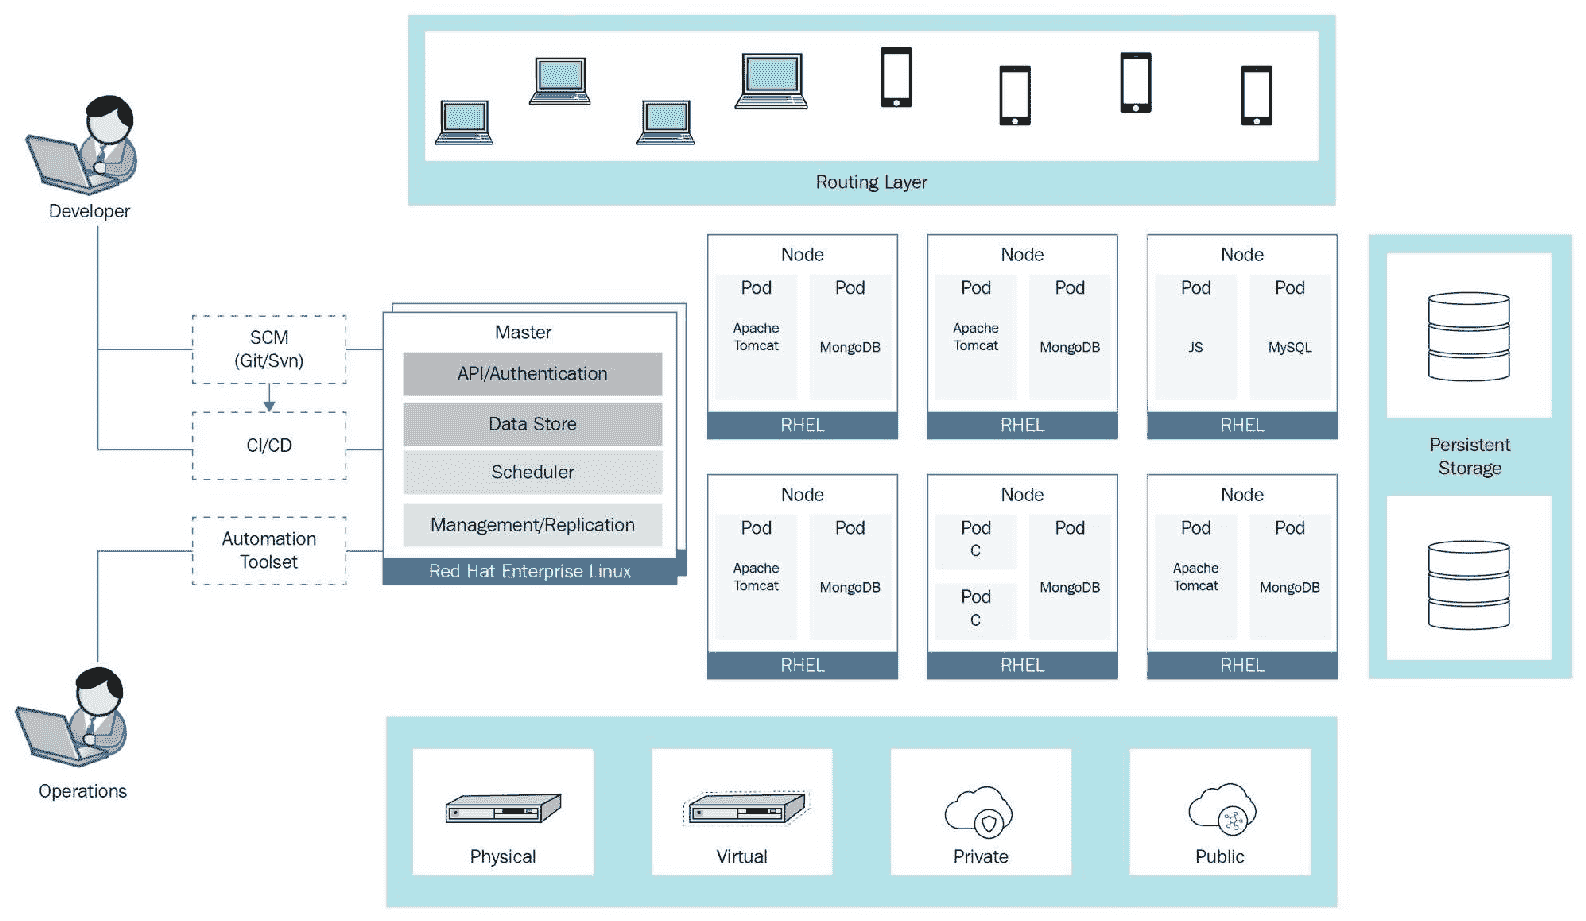 Routing Layer
Developer
SCM
(Git/Svn)
CI/CD
Automation
Toolset
Operations
Master
API/Authentication
Data Store
Scheduler
Management/Replication
Red Hat Enterprise Linux
Node
Pod
Apache
Tomcat
Pod
MongoDB
RHEL
Node
Pod
Apache
Tomcat
Pod
MongoDB
RHEL
Node
Pod
JS
Pod
MySQL
RHEL
Node
Pod
Apache
Tomcat
Pod
MongoDB
RHEL
Node
Pod
C
Pod
C
Pod
MongoDB
RHEL
Node
Pod
Apache
Tomcat
Pod
MongoDB
RHEL
Persistent
Storage
Physical
Virtual
Private
Public